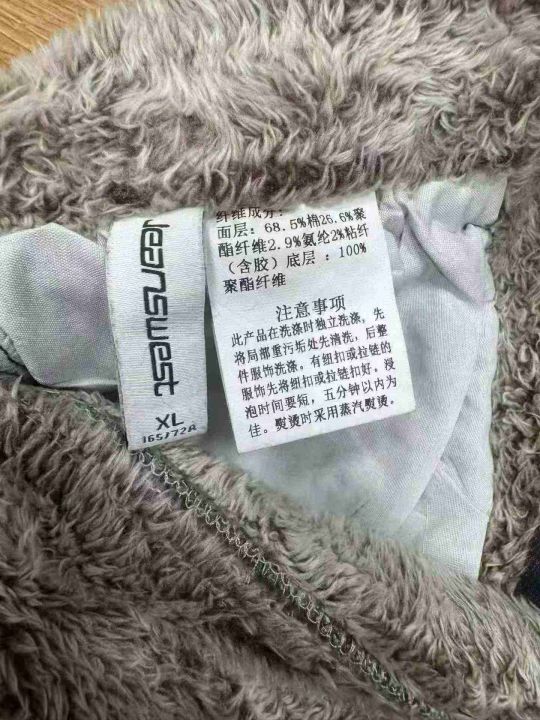 Jeanswest
XL
165/72A
纤维成分:
面层: 68.5%棉26.6%聚
酯纤维2.9%氨纶2%粘纤
(含胶) 底层 : 100%
聚酯纤维
注意事项
此产品在洗涤时独立洗涤, 先
将局部重污垢处先清洗, 后整
件服饰洗涤。有纽扣或拉链的
服饰先将纽扣或拉链扣好。浸
泡时间要短, 五分钟以内为
佳。熨烫时采用蒸汽熨烫。